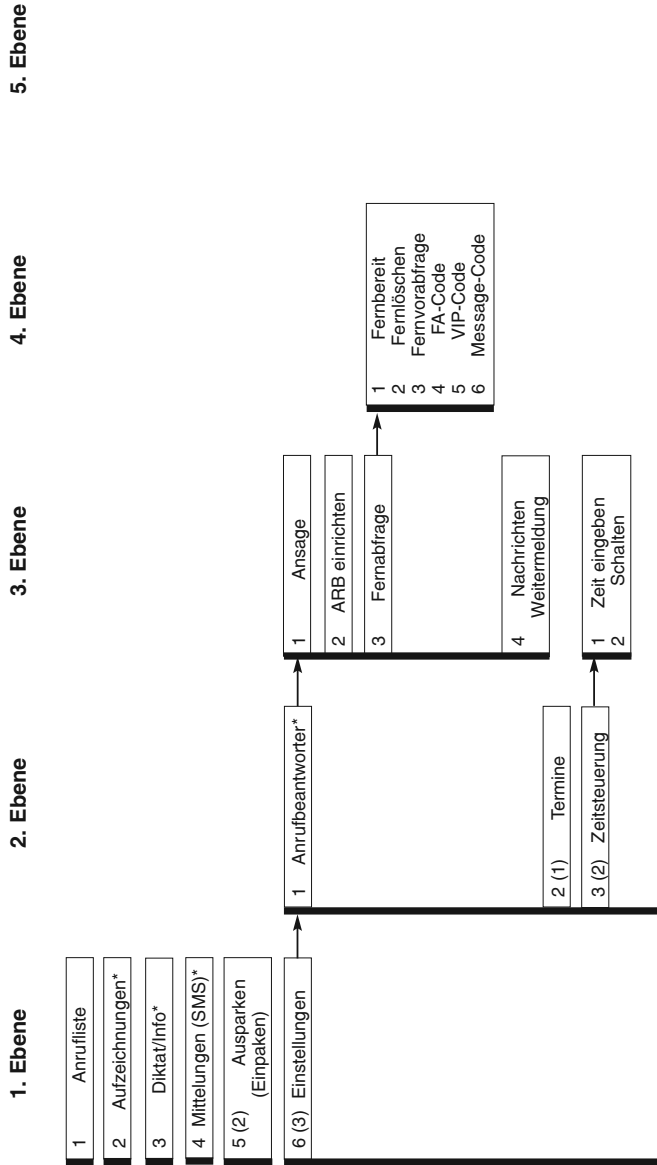 1. Ebene
2. Ebene
3. Ebene
4. Ebene
5. Ebene
1 Anrufliste
2 Aufzeichnungen*
3 Diktat/Info*
4 Mittelungen (SMS)*
5 (2) Ausparken
(Einpaken)
6 (3) Einstellungen
1 Anrufbeantworter*
2 (1) Termine
3 (2) Zeitsteuerung
1 Ansage
2 ARB einrichten
3 Fernabfrage
4 Nachrichten
Weitermeldung
1 Zeit eingeben
2 Schalten
1 Fernbereit
2 Fernlöschen
3 Fernvorabfrage
4 FA-Code
5 VIP-Code
6 Message-Code